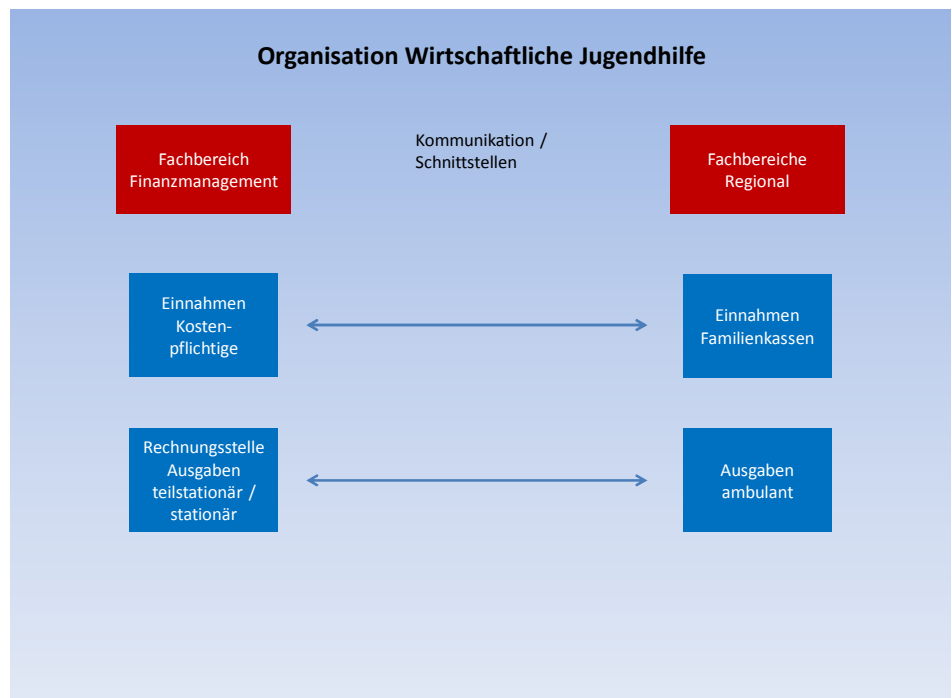 Organisation Wirtschaftliche Jugendhilfe
Fachbereich
Finanzmanagement
Kommunikation /
Schnittstellen
Fachbereiche
Regional
Einnahmen
Kosten-
pflichtige
Einnahmen
Familienkassen
Rechnungsstelle
Ausgaben
teilstationär /
stationär
Ausgaben
ambulant